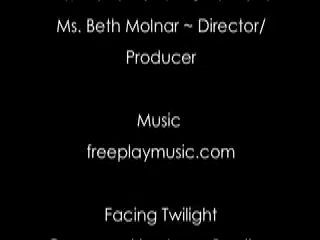 Ms. Beth Molnar ~ Director/
Producer
Music
freeplaymusic.com
Facing Twilight